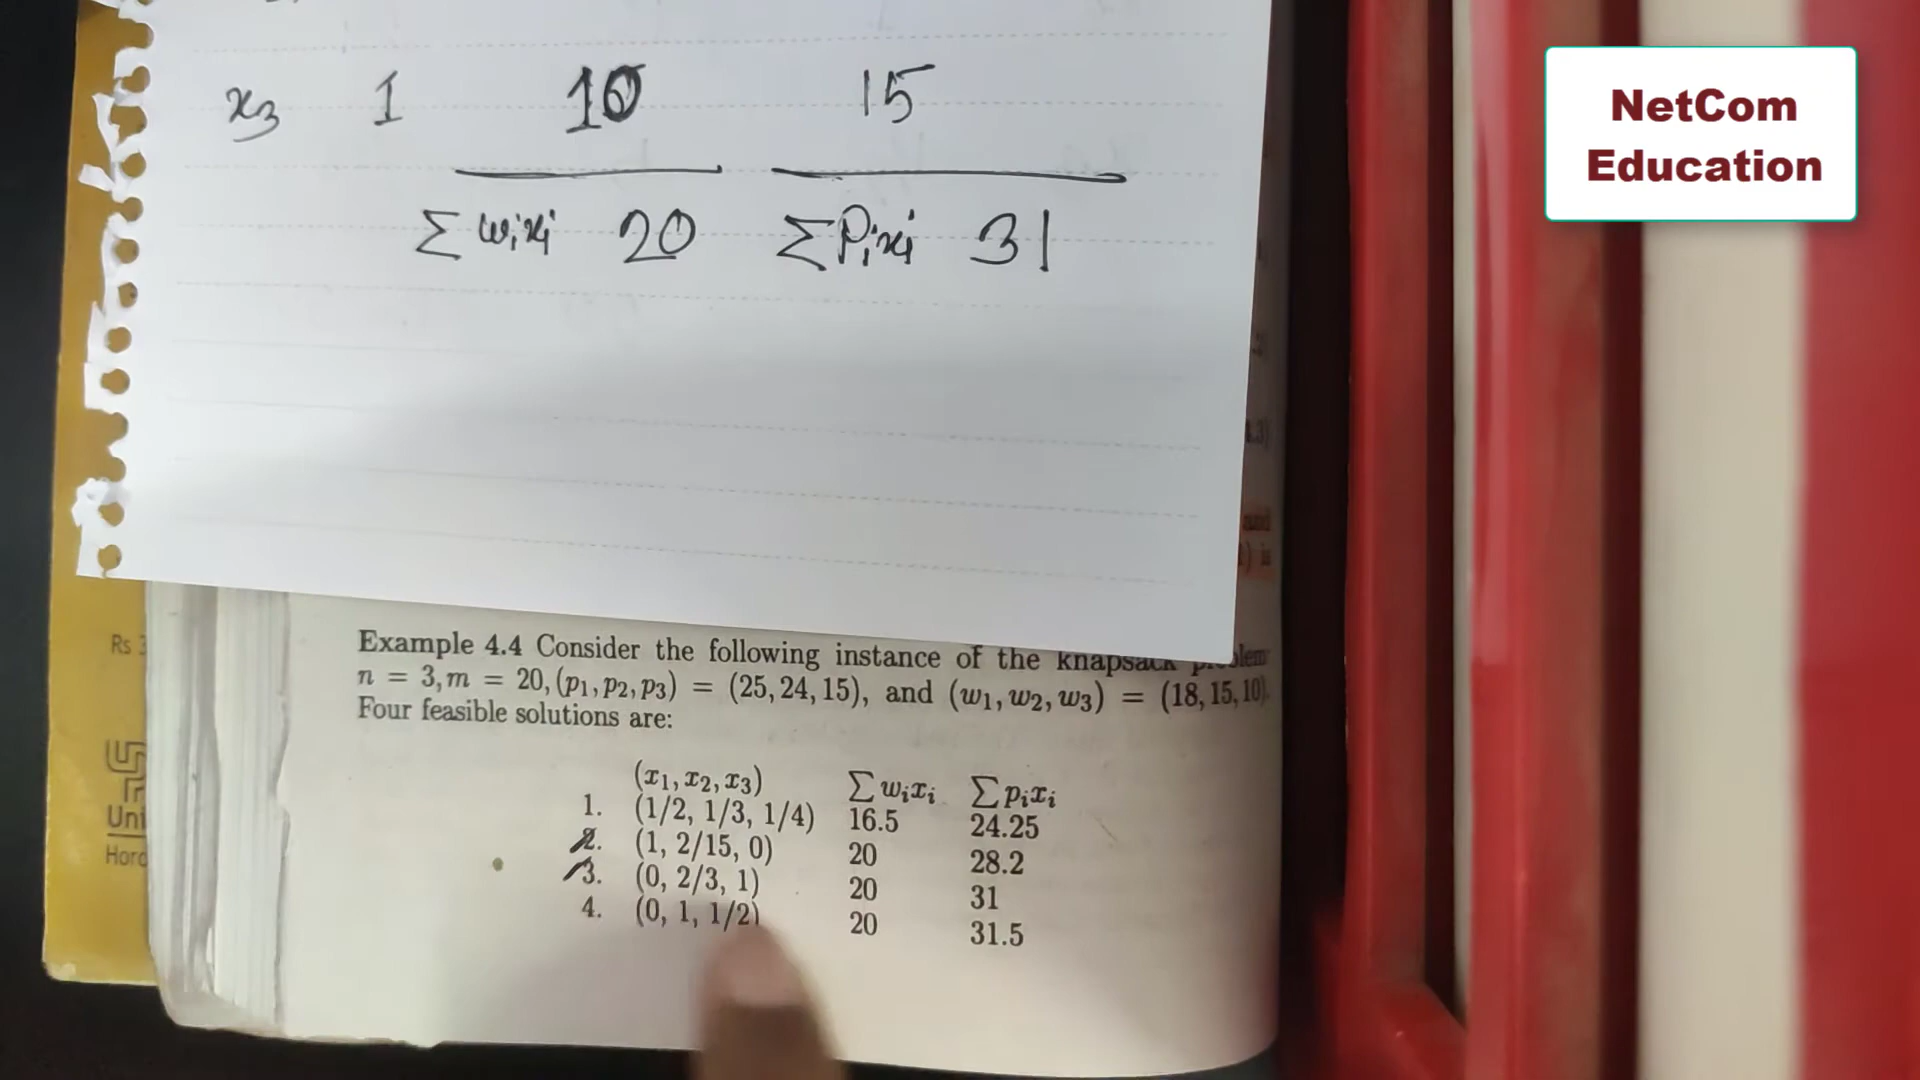 x₃ 1 10 15
∑ wᵢxᵢ 20 ∑ Pᵢxᵢ 31
NetCom
Education
Example 4.4 Consider the following instance of the knapsack
n = 3, m = 20, (p₁, p₂, p₃) = (25, 24, 15), and (w₁, w₂, w₃) = (18, 15, 10).
Four feasible solutions are:
(x₁, x₂, x₃) ∑ wᵢxᵢ ∑ pᵢxᵢ
1. (1/2, 1/3, 1/4) 16.5 24.25
2. (1, 2/15, 0) 20 28.2
3. (0, 2/3, 1) 20 31
4. (0, 1, 1/2) 20 31.5
Rs